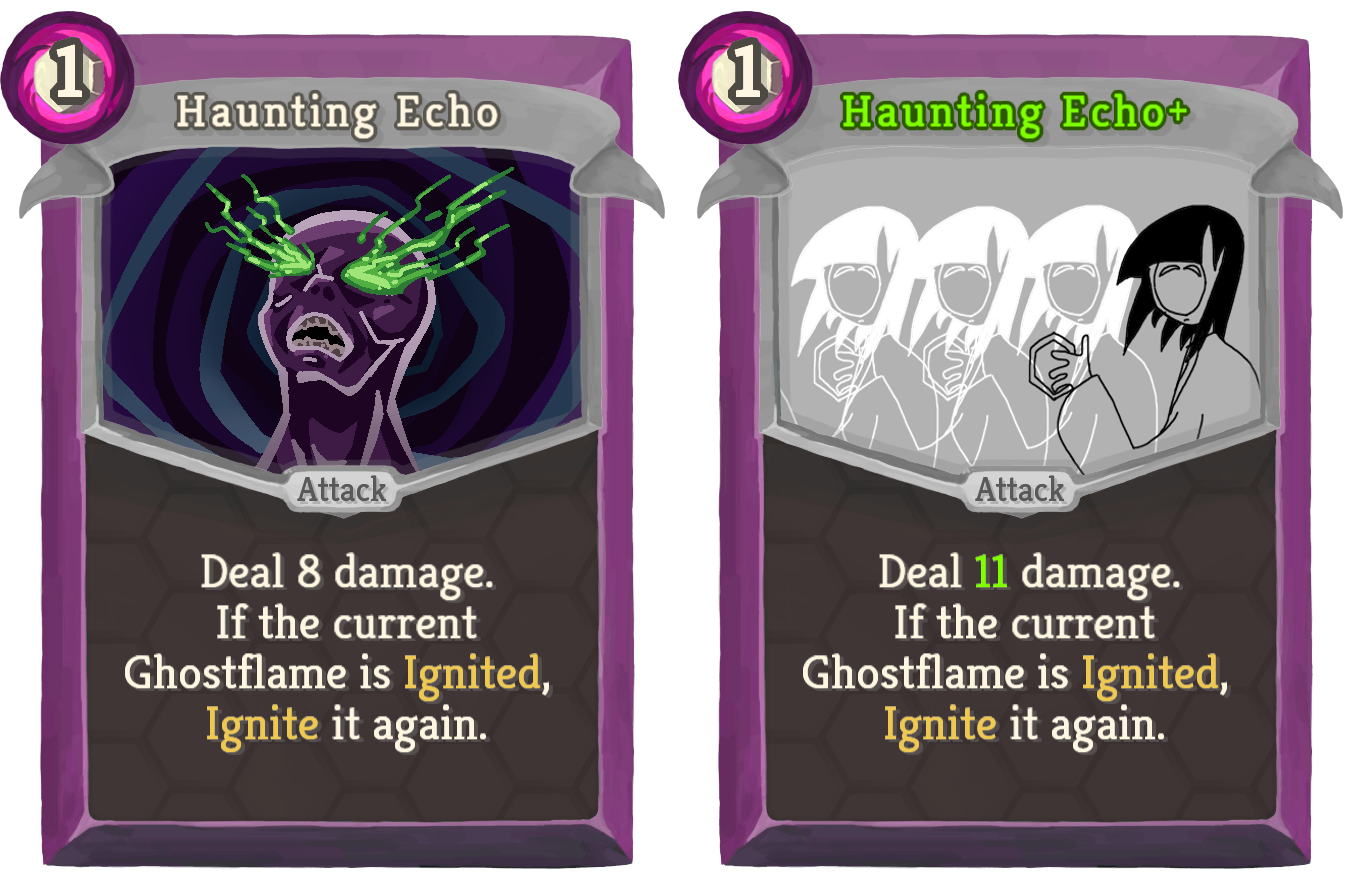 1
Haunting Echo
Attack
Deal 8 damage.
If the current
Ghostflame is Ignited,
Ignite it again.
1
Haunting Echo+
Attack
Deal 11 damage.
If the current
Ghostflame is Ignited,
Ignite it again.